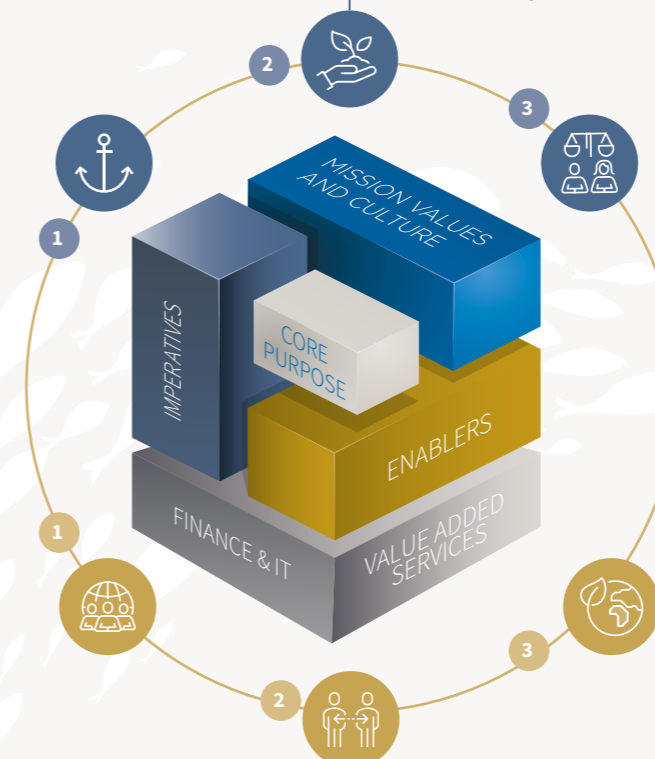 2
3
1
MISSION VALUES
AND CULTURE
IMPERATIVES
CORE
PURPOSE
ENABLERS
FINANCE & IT
VALUE ADDED
SERVICES
1
2
3